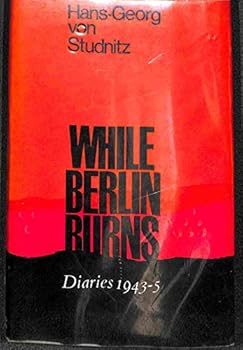 Hans-Georg
von
Studnitz
WHILE
BERLIN
BURNS
Diaries 1943-5